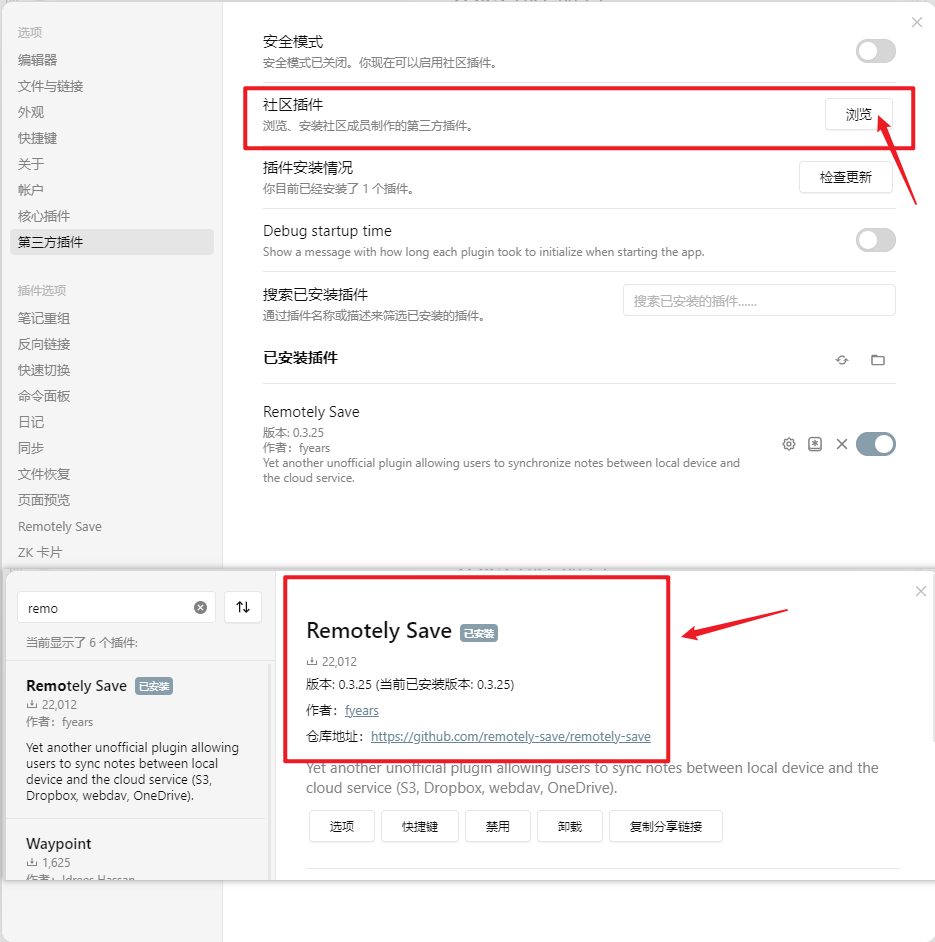 选项
编辑器
文件与链接
外观
快捷键
关于
帐户
核心插件
第三方插件
插件选项
笔记重组
反向链接
快速切换
命令面板
日记
同步
文件恢复
页面预览
Remotely Save
ZK 卡片
安全模式
安全模式已关闭。你现在可以启用社区插件。
社区插件
浏览、安装社区成员制作的第三方插件。
浏览
插件安装情况
你目前已经安装了 1 个插件。
检查更新
Debug startup time
Show a message with how long each plugin took to initialize when starting the app.
搜索已安装插件
通过插件名称或描述来筛选已安装的插件。
搜索已安装的插件......
已安装插件
Remotely Save
版本: 0.3.25
作者：fyears
Yet another unofficial plugin allowing users to synchronize notes between local device and
the cloud service.
remo
当前显示了 6 个插件:
Remotely Save 已安装
22,012
作者：fyears
Yet another unofficial plugin allowing
users to sync notes between local
device and the cloud service (S3,
Dropbox, webdav, OneDrive).
Waypoint
1,625
作者：Idrees Hassan
Remotely Save 已安装
22,012
版本: 0.3.25 (当前已安装版本: 0.3.25)
作者：fyears
仓库地址：https://github.com/remotely-save/remotely-save
Yet another unofficial plugin allowing users to sync notes between local device and the
cloud service (S3, Dropbox, webdav, OneDrive).
选项
快捷键
禁用
卸载
复制分享链接